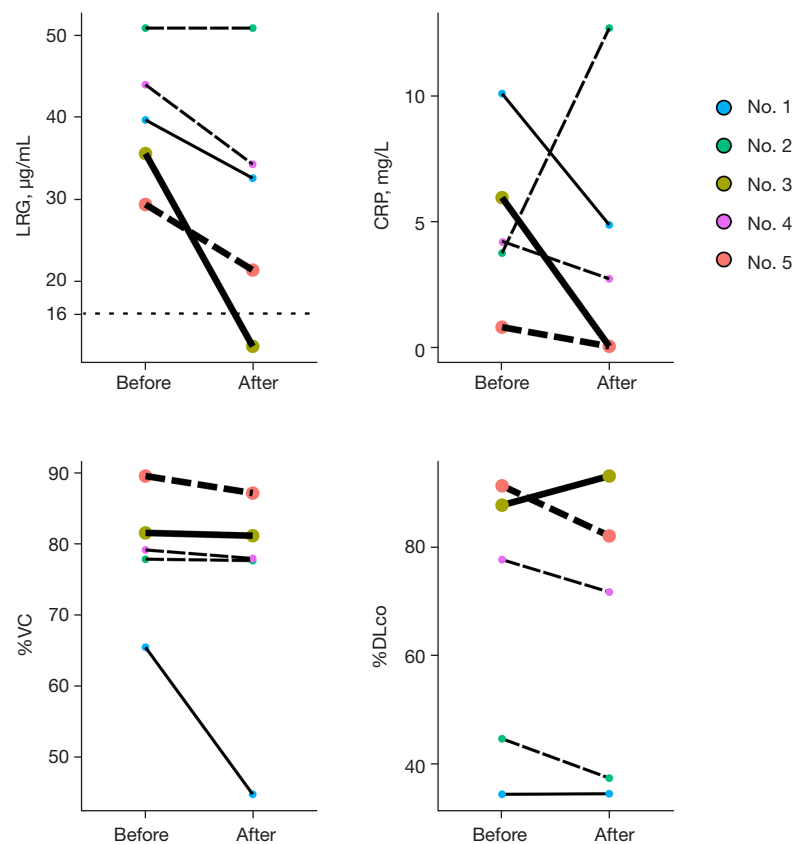 LRG, µg/mL
50
40
30
20
16
Before
After
CRP, mg/L
10
5
0
Before
After
No. 1
No. 2
No. 3
No. 4
No. 5
%VC
90
80
70
60
50
Before
After
%DLco
80
60
40
Before
After